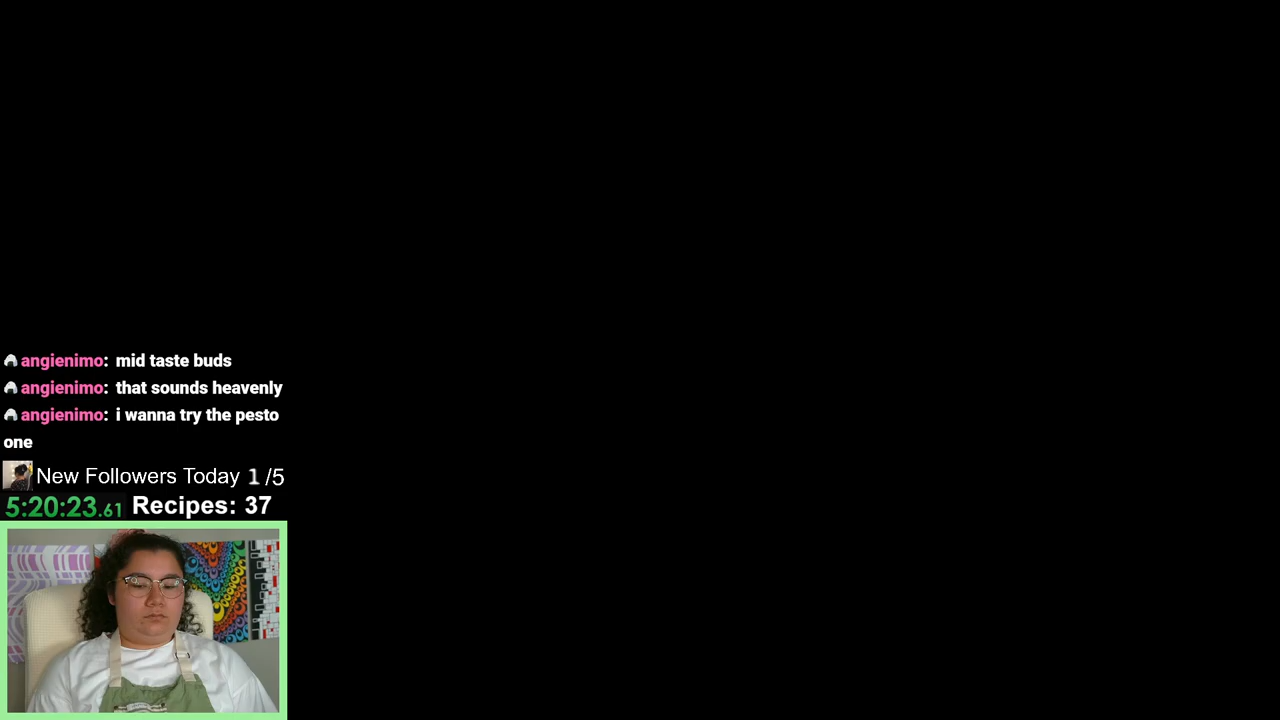 angienimo: mid taste buds
angienimo: that sounds heavenly
angienimo: i wanna try the pesto
one
New Followers Today 1 /5
5:20:23.61 Recipes: 37